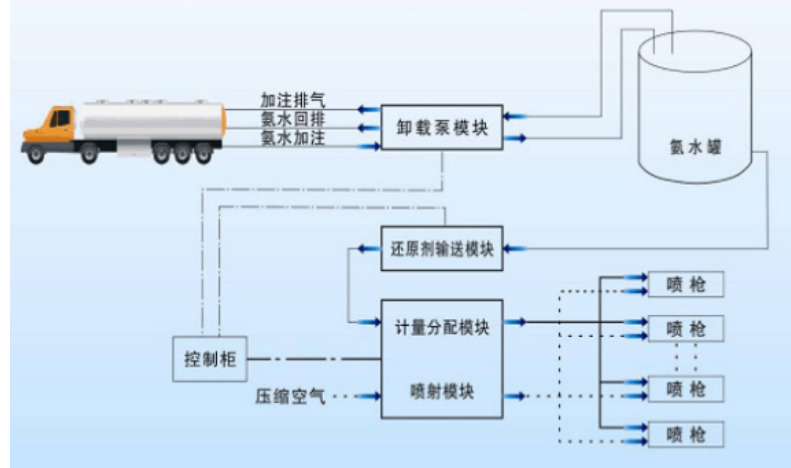 加注排气
氨水回排
氨水加注
卸载泵模块
氨水罐
还原剂输送模块
计量分配模块
喷射模块
控制柜
压缩空气
喷枪
喷枪
喷枪
喷枪